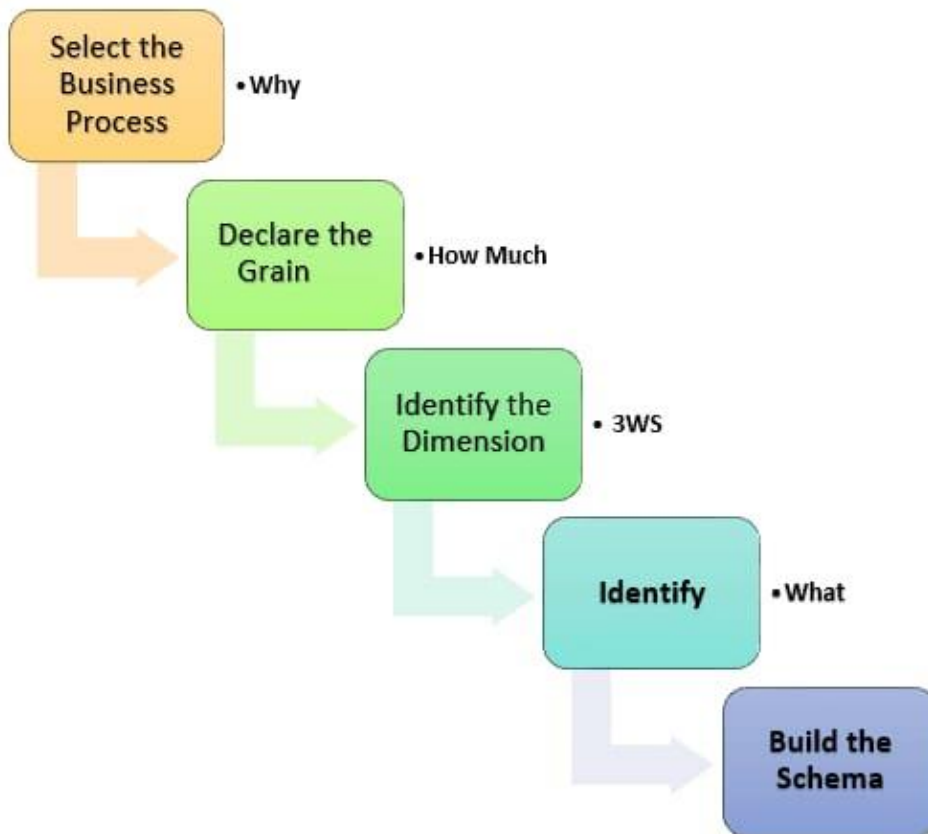 Select the
Business
Process
• Why
Declare the
Grain
• How Much
Identify the
Dimension
• 3WS
Identify
• What
Build the
Schema